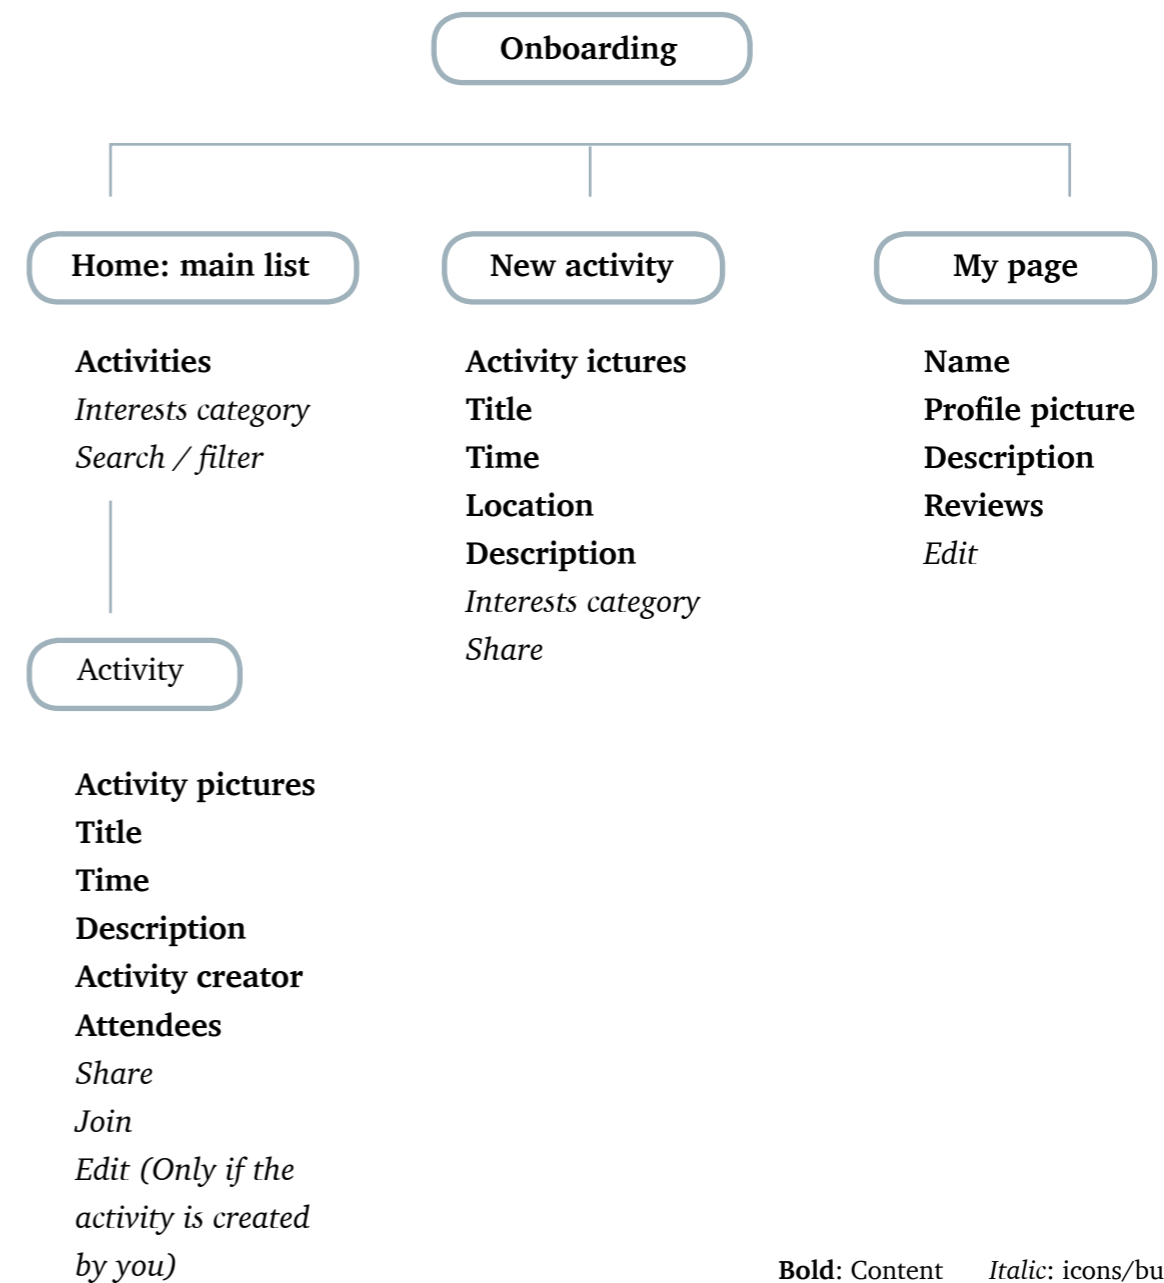 Onboarding
Home: main list
New activity
My page
Activities
Interests category
Search / filter
Activity ictures
Title
Time
Location
Description
Interests category
Share
Name
Profile picture
Description
Reviews
Edit
Activity
Activity pictures
Title
Time
Description
Activity creator
Attendees
Share
Join
Edit (Only if the
activity is created
by you)
Bold: Content Italic: icons/bu